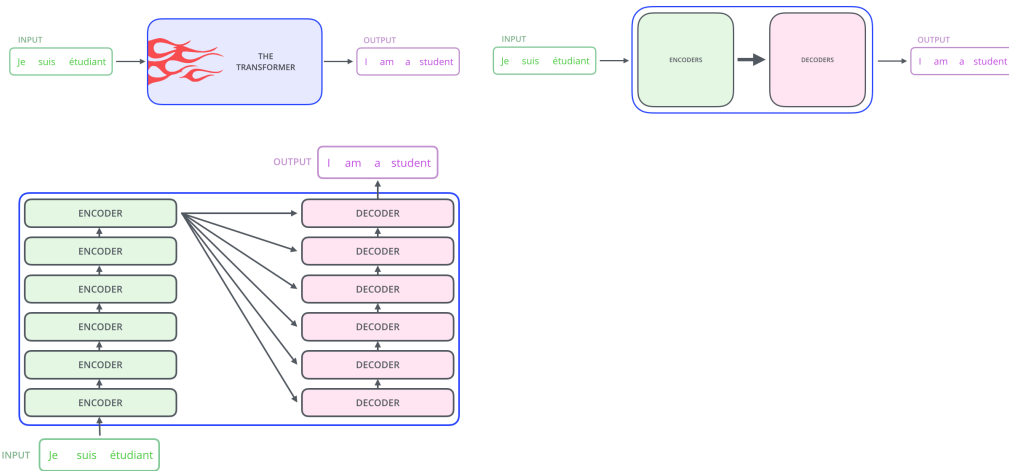 INPUT
Je suis étudiant
THE
TRANSFORMER
OUTPUT
I am a student
INPUT
Je suis étudiant
ENCODERS
DECODERS
OUTPUT
I am a student
OUTPUT
I am a student
ENCODER
DECODER
ENCODER
DECODER
ENCODER
DECODER
ENCODER
DECODER
ENCODER
DECODER
ENCODER
DECODER
INPUT
Je suis étudiant